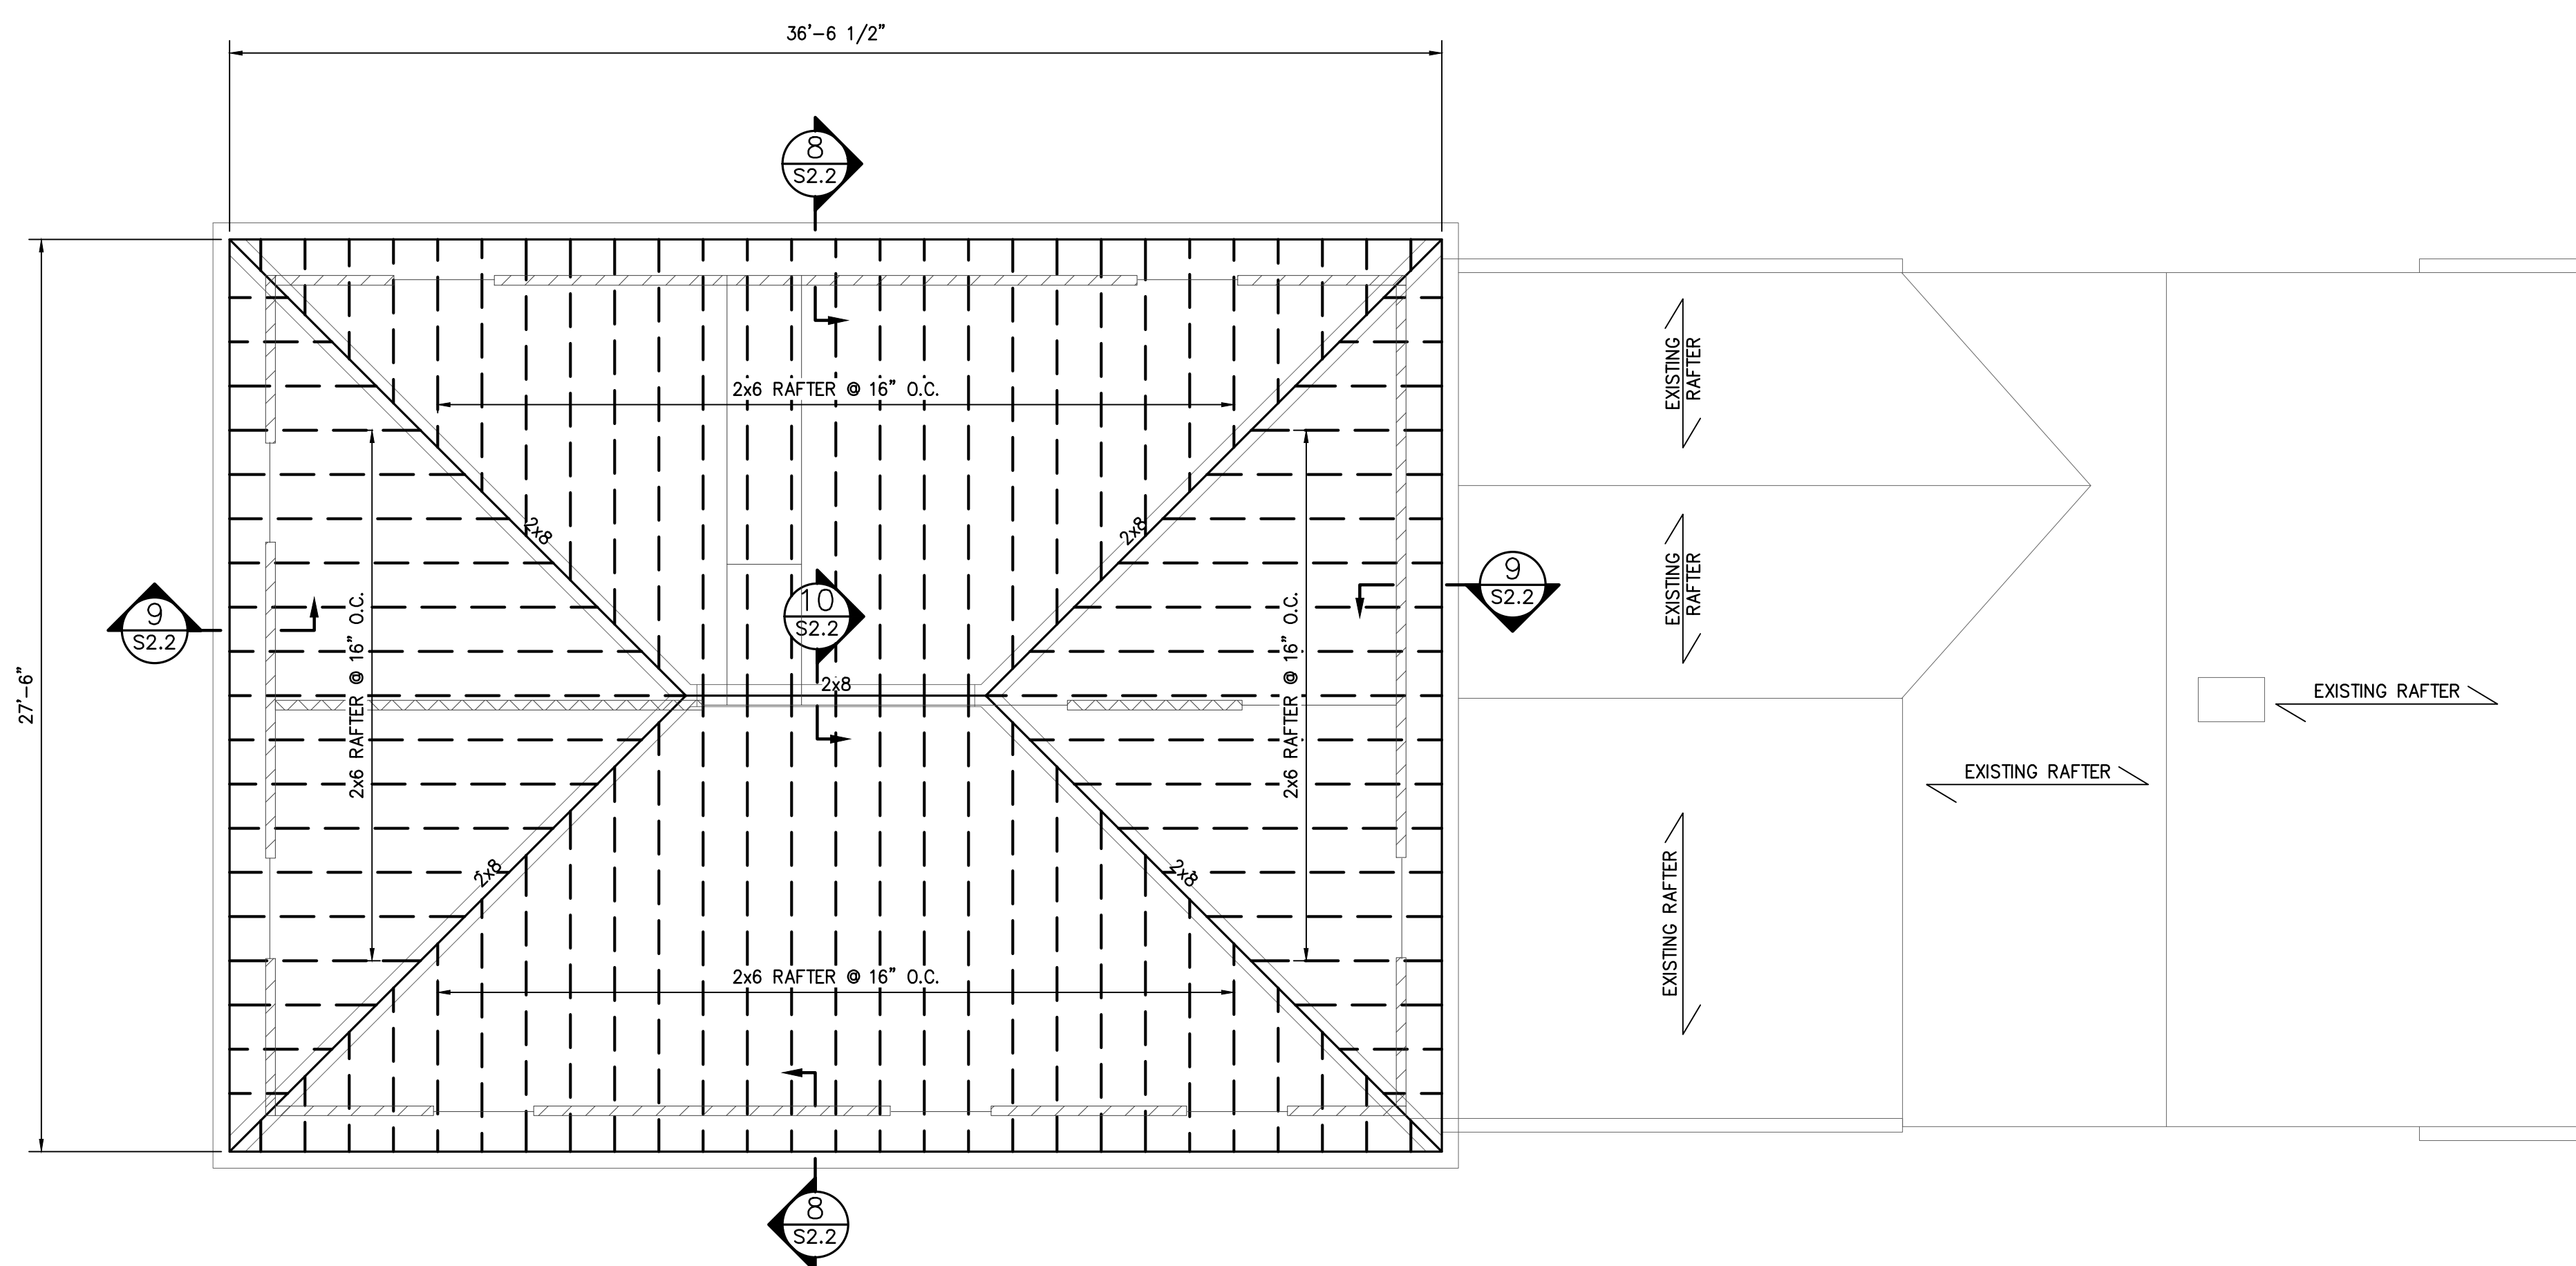 36'-6 1/2"
8
S2.2
2x6 RAFTER @ 16" O.C.
EXISTING
RAFTER
2x8
2x8
9
S2.2
10
S2.2
9
S2.2
EXISTING
RAFTER
27'-6"
2x6 RAFTER @ 16" O.C.
2x8
2x6 RAFTER @ 16" O.C.
EXISTING RAFTER
EXISTING RAFTER
2x8
2x8
EXISTING RAFTER
2x6 RAFTER @ 16" O.C.
8
S2.2